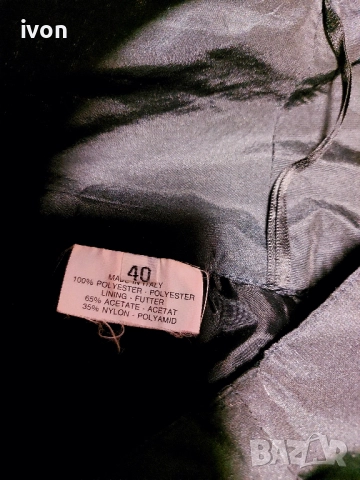 ivon
40
MADE IN ITALY
100% POLYESTER - POLYESTER
LINING - FUTTER
65% ACETATE - ACETAT
35% NYLON - POLYAMID
BAZAR